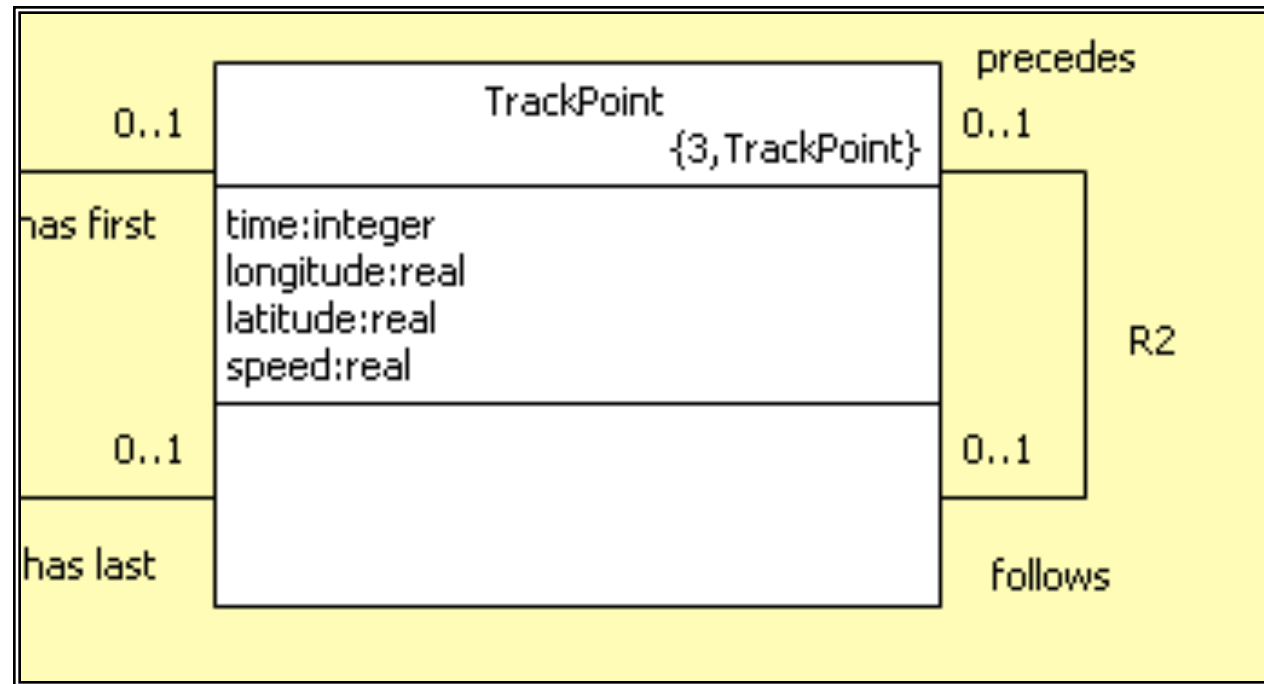 precedes
TrackPoint
0..1
0..1
{3,TrackPoint}
has first
time:integer
longitude:real
latitude:real
speed:real
R2
0..1
0..1
has last
follows